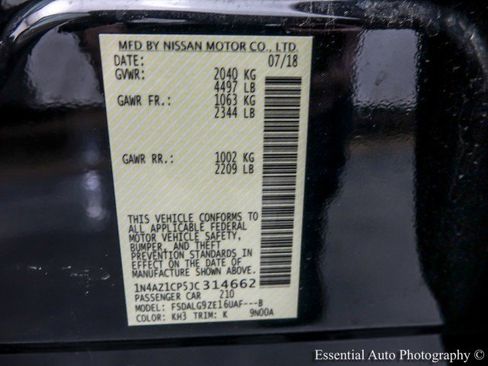 MFD BY NISSAN MOTOR CO., LTD.
DATE: 07/18
GVWR: 2040 KG
4497 LB
GAWR FR.: 1063 KG
2344 LB
GAWR RR.: 1002 KG
2209 LB
THIS VEHICLE CONFORMS TO
ALL APPLICABLE FEDERAL
MOTOR VEHICLE SAFETY,
BUMPER, AND THEFT
PREVENTION STANDARDS
IN EFFECT ON THE DATE OF
MANUFACTURE SHOWN ABOVE.
1N4AZ1CP5JC314662
PASSENGER CAR 210
MODEL: FSDALG9ZE16UAF---B
COLOR: KH3 TRIM: K 9N00A
Essential Auto Photography ©